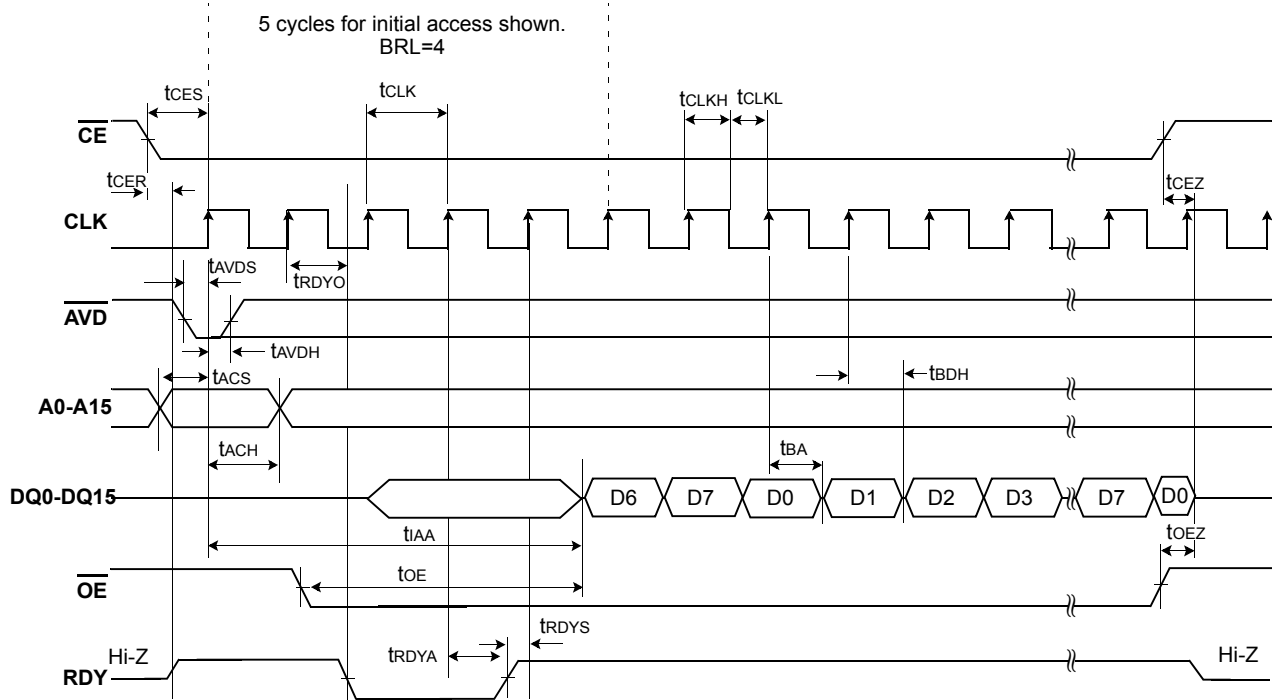 5 cycles for initial access shown.
BRL=4
tCES
tCLK
tCLKH
tCLKL
CE
tCER
tCEZ
CLK
tAVDS
tRDYO
AVD
tAVDH
tACS
tBDH
A0-A15
tACH
tBA
DQ0-DQ15
D6
D7
D0
D1
D2
D3
D7
D0
tIAA
tOEZ
tOE
OE
tRDYS
tRDYA
Hi-Z
Hi-Z
RDY